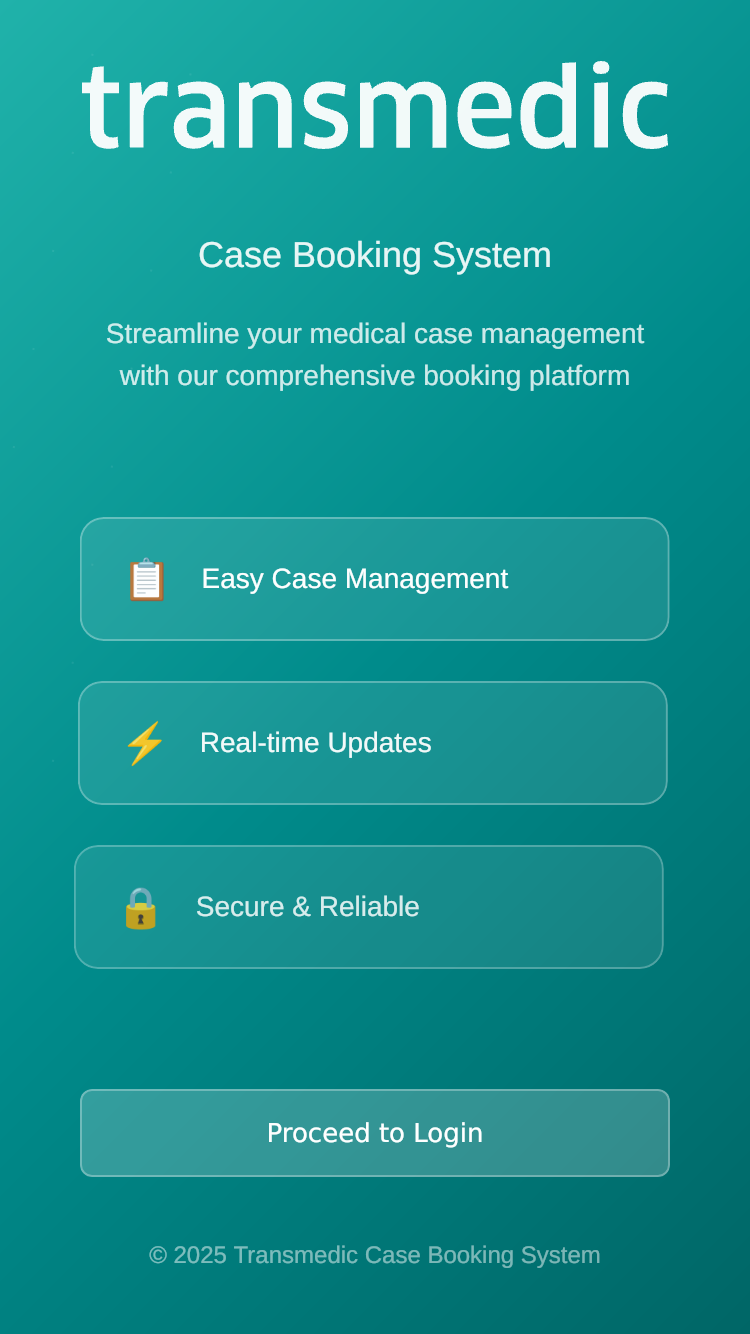 transmedic
Case Booking System
Streamline your medical case management
with our comprehensive booking platform
Easy Case Management
Real-time Updates
Secure & Reliable
Proceed to Login
© 2025 Transmedic Case Booking System